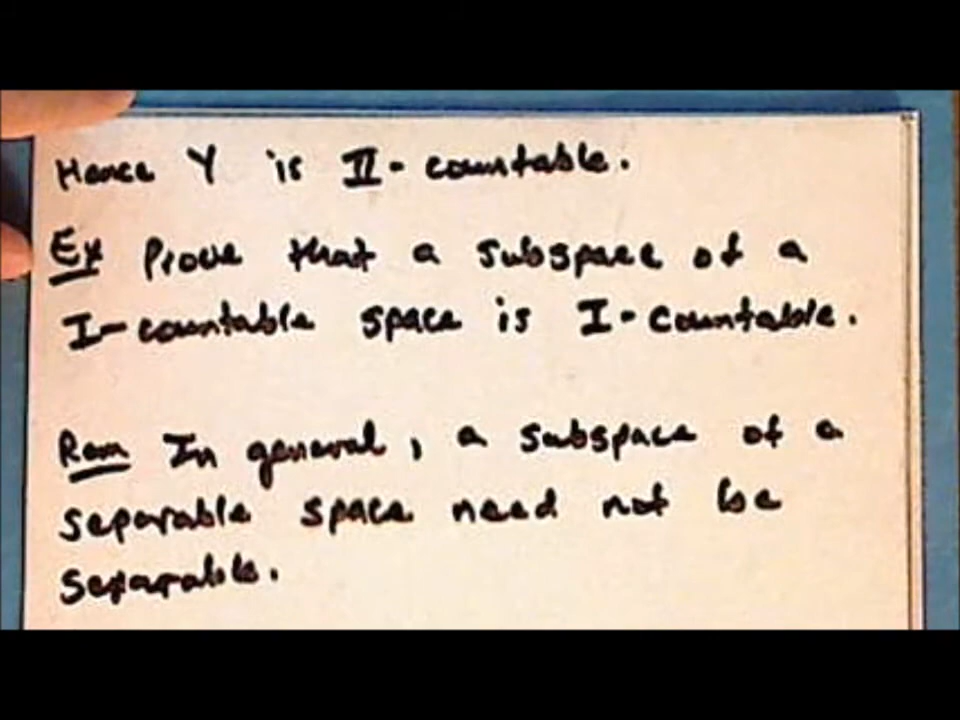 Hence Y is II-countable.
Ex Prove that a subspace of a
I-countable space is I-countable.
Rem In general, a subspace of a
separable space need not be
separable.